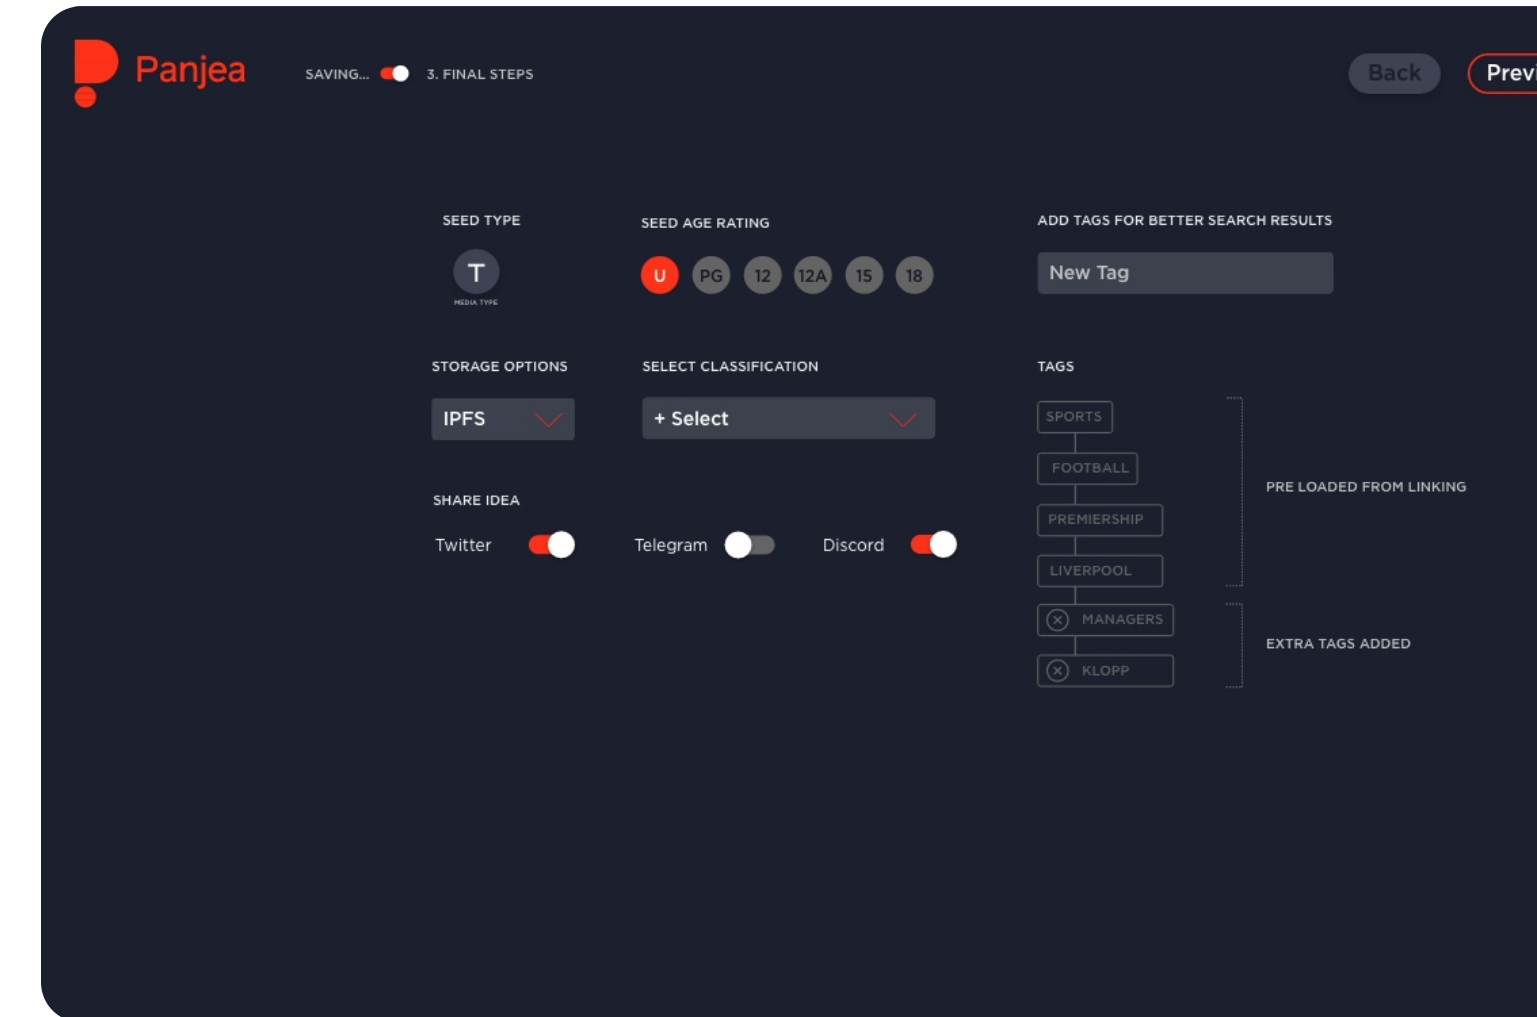 Panjea
SAVING... 3. FINAL STEPS
Back
Previ
SEED TYPE
T
MEDIA TYPE
SEED AGE RATING
U PG 12 12A 15 18
ADD TAGS FOR BETTER SEARCH RESULTS
New Tag
STORAGE OPTIONS
IPFS
SELECT CLASSIFICATION
+ Select
SHARE IDEA
Twitter
Telegram
Discord
TAGS
SPORTS
FOOTBALL
PREMIERSHIP
LIVERPOOL
MANAGERS
KLOPP
PRE LOADED FROM LINKING
EXTRA TAGS ADDED